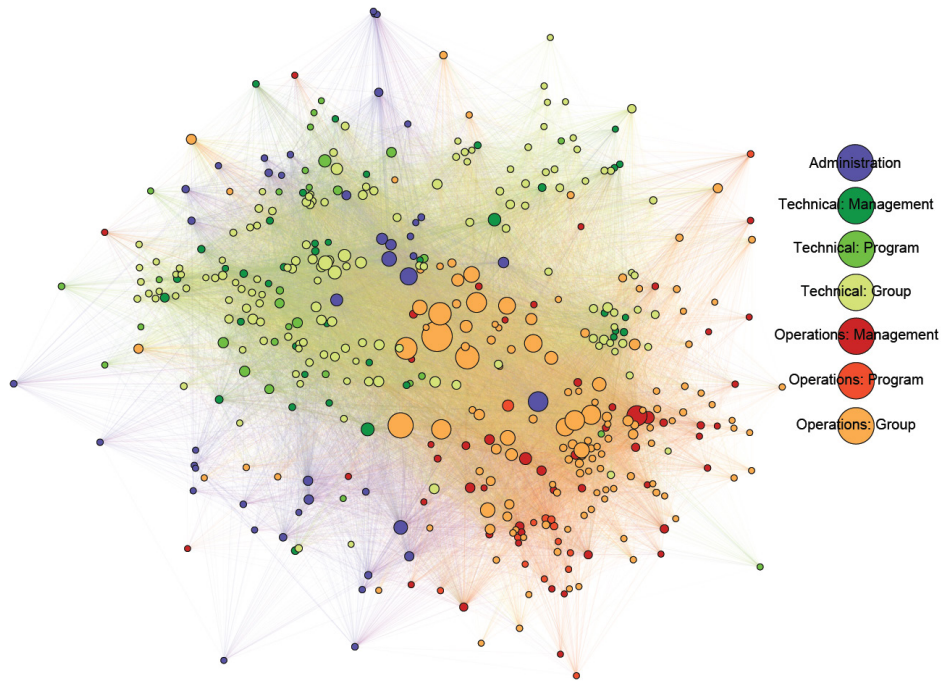 Administration
Technical: Management
Technical: Program
Technical: Group
Operations: Management
Operations: Program
Operations: Group